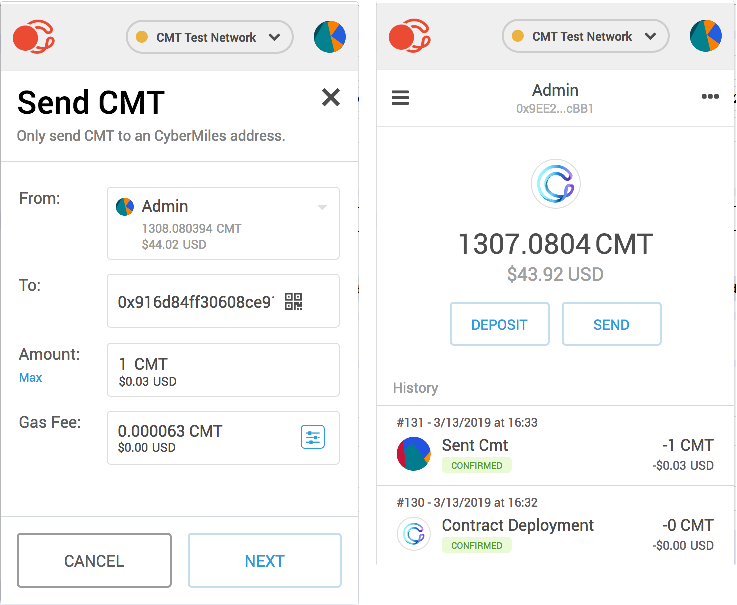 CMT Test Network
Send CMT
Only send CMT to an CyberMiles address.
From:
Admin
1308.080394 CMT
$44.02 USD
To:
0x916d84ff30608ce9
Amount:
Max
1 CMT
$0.03 USD
Gas Fee:
0.000063 CMT
$0.00 USD
CANCEL
NEXT
CMT Test Network
Admin
0x9EE2...cBB1
1307.0804 CMT
$43.92 USD
DEPOSIT
SEND
History
#131 - 3/13/2019 at 16:33
Sent Cmt
-1 CMT
CONFIRMED
-$0.03 USD
#130 - 3/13/2019 at 16:32
Contract Deployment
-0 CMT
CONFIRMED
-$0.00 USD